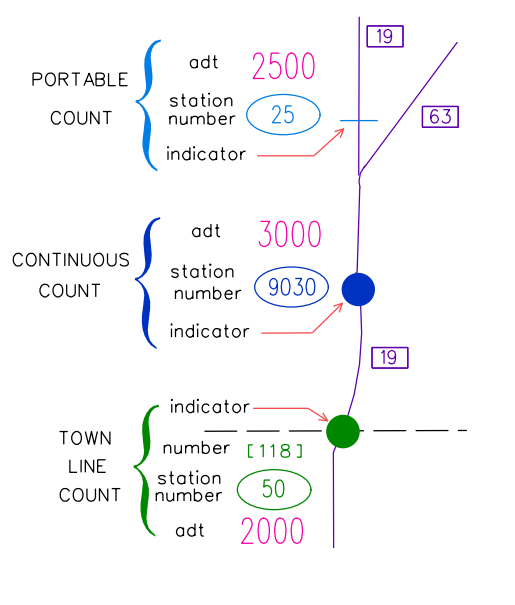 19
adt 2500
PORTABLE
station
number 25
63
COUNT
indicator
adt 3000
CONTINUOUS
station
number 9030
COUNT
indicator
19
indicator
TOWN
number [118]
LINE
station
number 50
COUNT
adt 2000